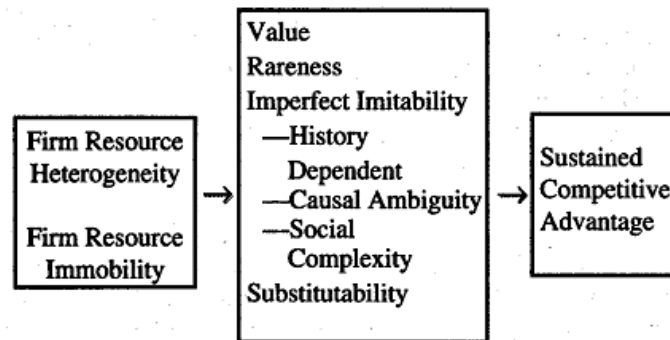 Firm Resource
Heterogeneity
Firm Resource
Immobility
Value
Rareness
Imperfect Imitability
—History
Dependent
—Causal Ambiguity
—Social
Complexity
Substitutability
Sustained
Competitive
Advantage